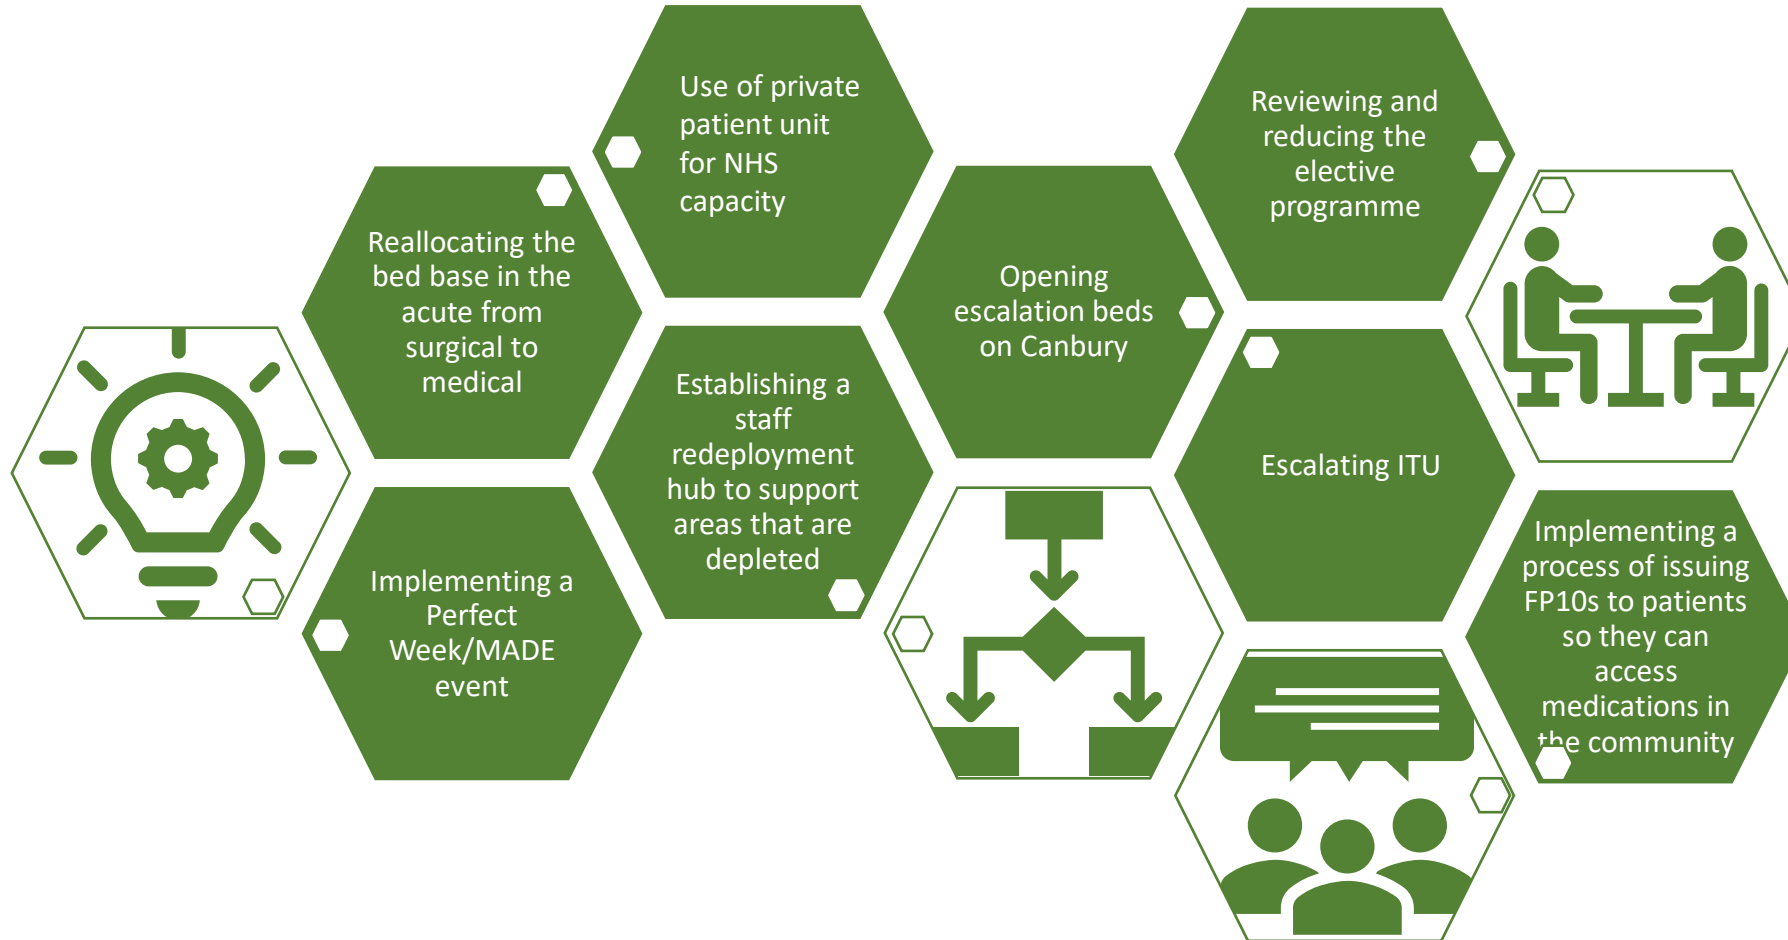 Use of private
patient unit
for NHS
capacity
Reviewing and
reducing the
elective
programme
Reallocating the
bed base in the
acute from
surgical to
medical
Opening
escalation beds
on Canbury
Establishing a
staff
redeployment
hub to support
areas that are
depleted
Escalating ITU
Implementing a
Perfect
Week/MADE
event
Implementing a
process of issuing
FP10s to patients
so they can
access
medications in
the community